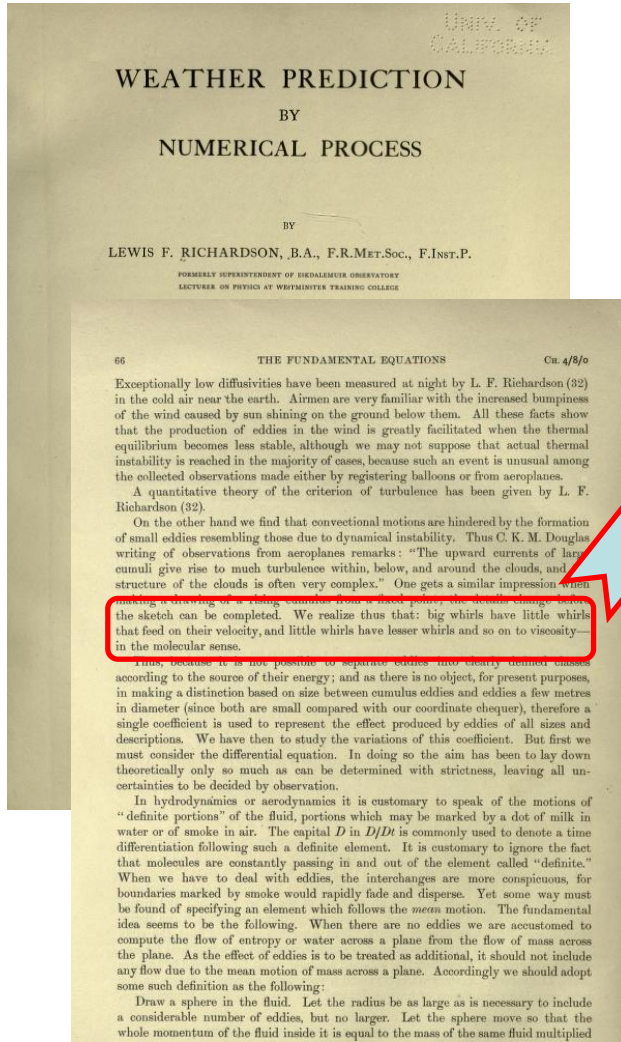 UNIV. OF
CALIFORNIA
WEATHER PREDICTION
BY
NUMERICAL PROCESS
BY
LEWIS F. RICHARDSON, B.A., F.R.MET.SOC., F.INST.P.
FORMERLY SUPERINTENDENT OF ESKDALEMUIR OBSERVATORY
LECTURER ON PHYSICS AT WESTMINSTER TRAINING COLLEGE
66 THE FUNDAMENTAL EQUATIONS CH. 4/8/0
Exceptionally low diffusivities have been measured at night by L. F. Richardson (32)
in the cold air near the earth. Airmen are very familiar with the increased bumpiness
of the wind caused by sun shining on the ground below them. All these facts show
that the production of eddies in the wind is greatly facilitated when the thermal
equilibrium becomes less stable, although we may not suppose that actual thermal
instability is reached in the majority of cases, because such an event is unusual among
the collected observations made either by registering balloons or from aeroplanes.
A quantitative theory of the criterion of turbulence has been given by L. F.
Richardson (32).
On the other hand we find that convectional motions are hindered by the formation
of small eddies resembling those due to dynamical instability. Thus C. K. M. Douglas
writing of observations from aeroplanes remarks: "The upward currents of large
cumuli give rise to much turbulence within, below, and around the clouds, and
structure of the clouds is often very complex." One gets a similar impression when
making a drawing of a rising cumulus from a fixed point; the details change before
the sketch can be completed. We realize thus that: big whirls have little whirls
that feed on their velocity, and little whirls have lesser whirls and so on to viscosity—
in the molecular sense.
Thus, because it is not possible to separate eddies into clearly defined classes
according to the source of their energy; and as there is no object, for present purposes,
in making a distinction based on size between cumulus eddies and eddies a few metres
in diameter (since both are small compared with our coordinate chequer), therefore a
single coefficient is used to represent the effect produced by eddies of all sizes and
descriptions. We have then to study the variations of this coefficient. But first we
must consider the differential equation. In doing so the aim has been to lay down
theoretically only so much as can be determined with strictness, leaving all un-
certainties to be decided by observation.
In hydrodynamics or aerodynamics it is customary to speak of the motions of
"definite portions" of the fluid, portions which may be marked by a dot of milk in
water or of smoke in air. The capital D in D/Dt is commonly used to denote a time
differentiation following such a definite element. It is customary to ignore the fact
that molecules are constantly passing in and out of the element called "definite."
When we have to deal with eddies, the interchanges are more conspicuous, for
boundaries marked by smoke would rapidly fade and disperse. Yet some way must
be found of specifying an element which follows the mean motion. The fundamental
idea seems to be the following. When there are no eddies we are accustomed to
compute the flow of entropy or water across a plane from the flow of mass across
the plane. As the effect of eddies is to be treated as additional, it should not include
any flow due to the mean motion of mass across a plane. Accordingly we should adopt
some such definition as the following:
Draw a sphere in the fluid. Let the radius be as large as is necessary to include
a considerable number of eddies, but no larger. Let the sphere move so that the
whole momentum of the fluid inside it is equal to the mass of the same fluid multiplied